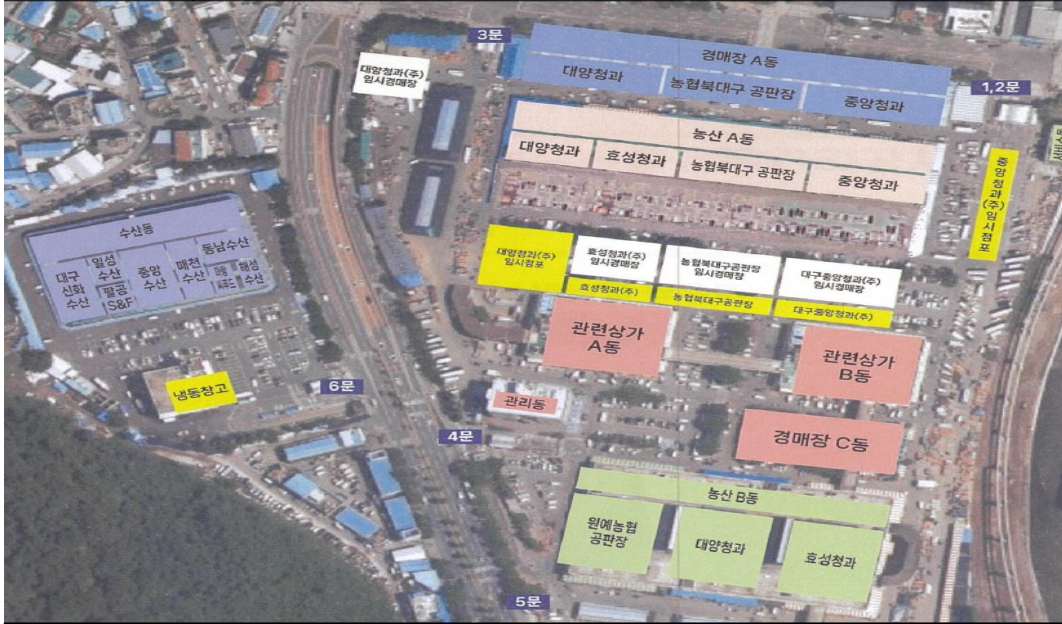 3문
경매장 A동
대양청과(주)
임시경매장
대양청과
농협북대구 공판장
중앙청과
1,2문
농산 A동
대양청과
효성청과
농협북대구 공판장
중앙청과
중앙청과(주)임시점포
수산동
대구
신화
수산
일성
수산
팔공
S&F
중앙
수산
매천
수산
동남수산
해성
수산
대양청과(주)
임시점포
효성청과(주)
임시경매장
농협북대구공판장
임시경매장
대구중앙청과(주)
임시경매장
효성청과(주)
농협북대구공판장
대구중앙청과(주)
관련상가
A동
관련상가
B동
냉동창고
6문
관리동
4문
경매장 C동
농산 B동
원예농협
공판장
대양청과
효성청과
5문